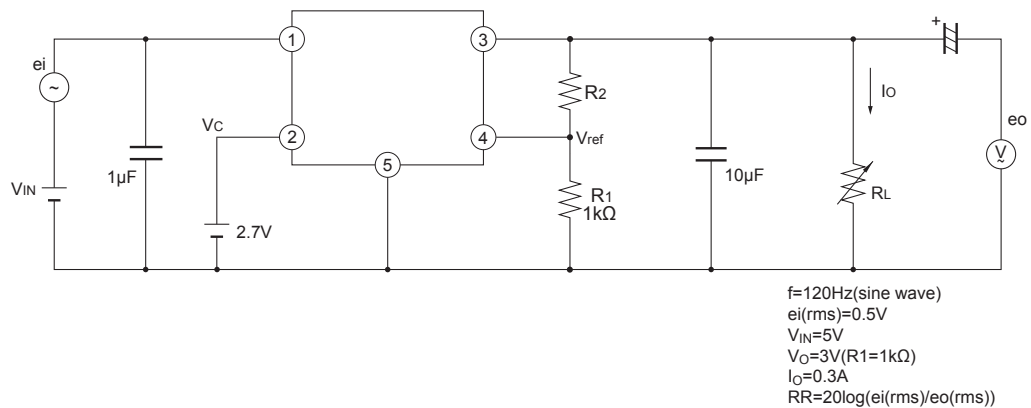 ei
~
VIN
1μF
VC
2.7V
1
2
3
4
5
R2
Vref
R1
1kΩ
10μF
IO
RL
+
eo
V
~
f=120Hz(sine wave)
ei(rms)=0.5V
VIN=5V
VO=3V(R1=1kΩ)
IO=0.3A
RR=20log(ei(rms)/eo(rms))